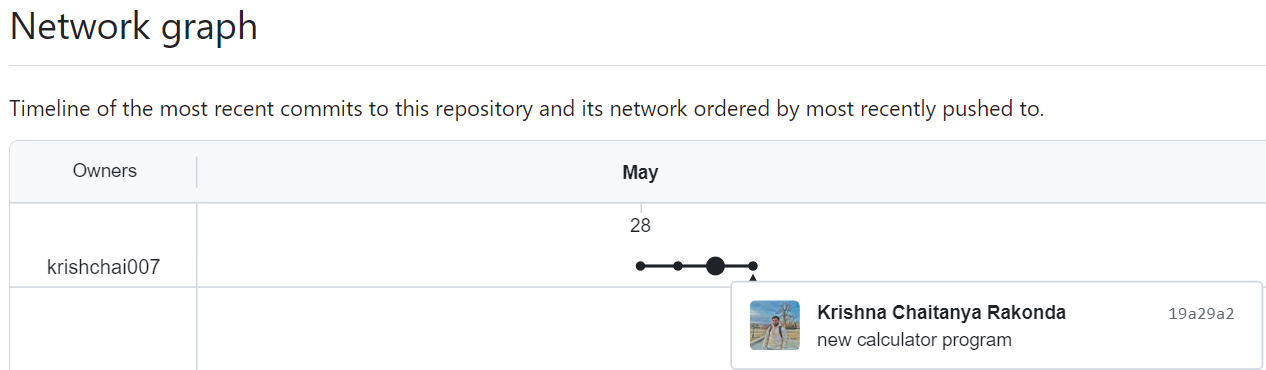 Network graph
Timeline of the most recent commits to this repository and its network ordered by most recently pushed to.
Owners
May
28
krishchai007
Krishna Chaitanya Rakonda
19a29a2
new calculator program